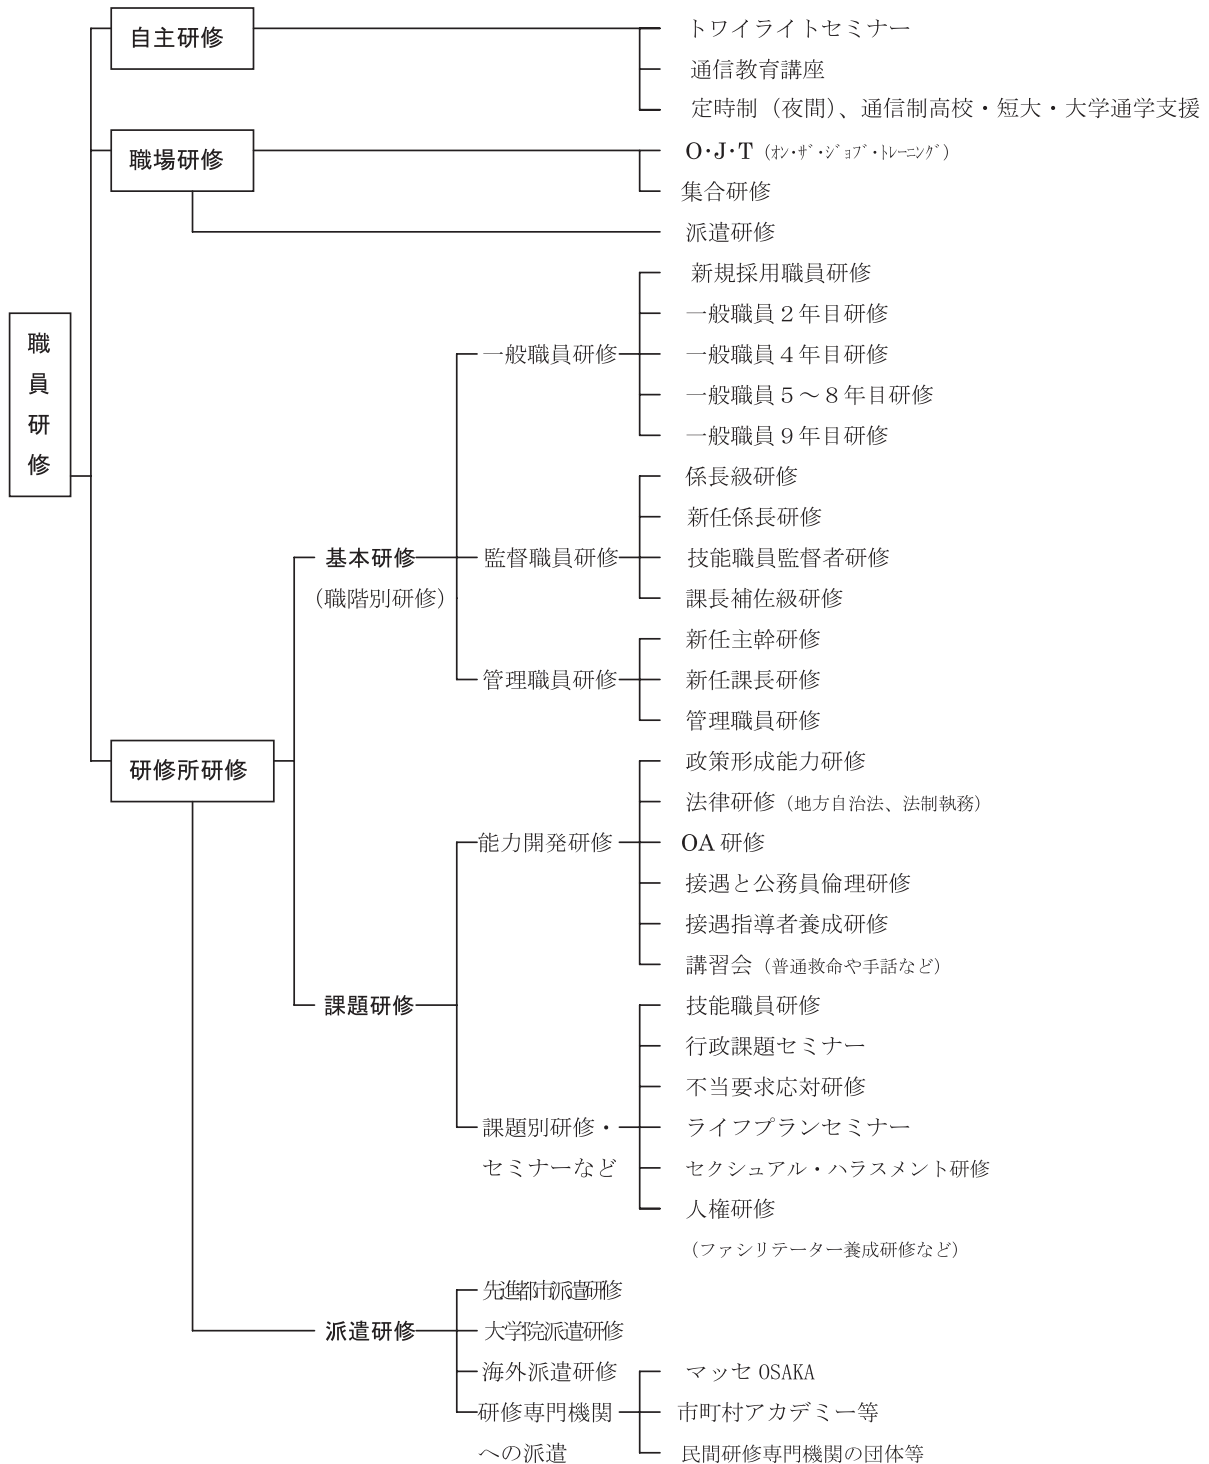 自主研修
トワイライトセミナー
通信教育講座
定時制（夜間）、通信制高校・短大・大学通学支援
職場研修
O・J・T（ｵﾝ・ｻﾞ・ｼﾞｮﾌﾞ・ﾄﾚｰﾆﾝｸﾞ）
集合研修
派遣研修
職員研修
研修所研修
基本研修
（職階別研修）
一般職員研修
新規採用職員研修
一般職員２年目研修
一般職員４年目研修
一般職員５～８年目研修
一般職員９年目研修
監督職員研修
係長級研修
新任係長研修
技能職員監督者研修
課長補佐級研修
管理職員研修
新任主幹研修
新任課長研修
管理職員研修
課題研修
能力開発研修
政策形成能力研修
法律研修（地方自治法、法制執務）
OA 研修
接遇と公務員倫理研修
接遇指導者養成研修
講習会（普通救命や手話など）
課題別研修・
セミナーなど
技能職員研修
行政課題セミナー
不当要求応対研修
ライフプランセミナー
セクシュアル・ハラスメント研修
人権研修
（ファシリテーター養成研修など）
派遣研修
先進都市派遣研修
大学院派遣研修
海外派遣研修
研修専門機関
への派遣
マッセ OSAKA
市町村アカデミー等
民間研修専門機関の団体等